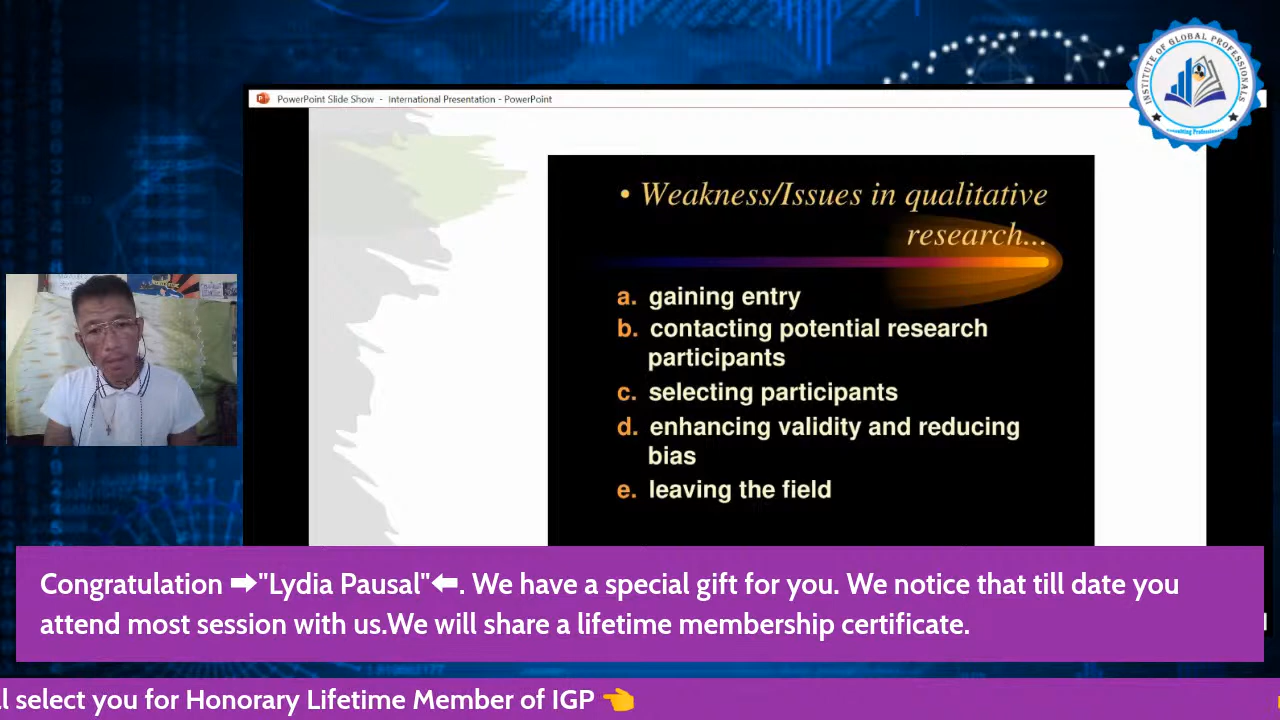 INSTITUTE OF GLOBAL PROFESSIONALS
Consulting Professionals
PowerPoint Slide Show - International Presentation - PowerPoint
• Weakness/Issues in qualitative
research...
a. gaining entry
b. contacting potential research
participants
c. selecting participants
d. enhancing validity and reducing
bias
e. leaving the field
Congratulation ➡"Lydia Pausal"⬅. We have a special gift for you. We notice that till date you
attend most session with us.We will share a lifetime membership certificate.
select you for Honorary Lifetime Member of IGP 👈